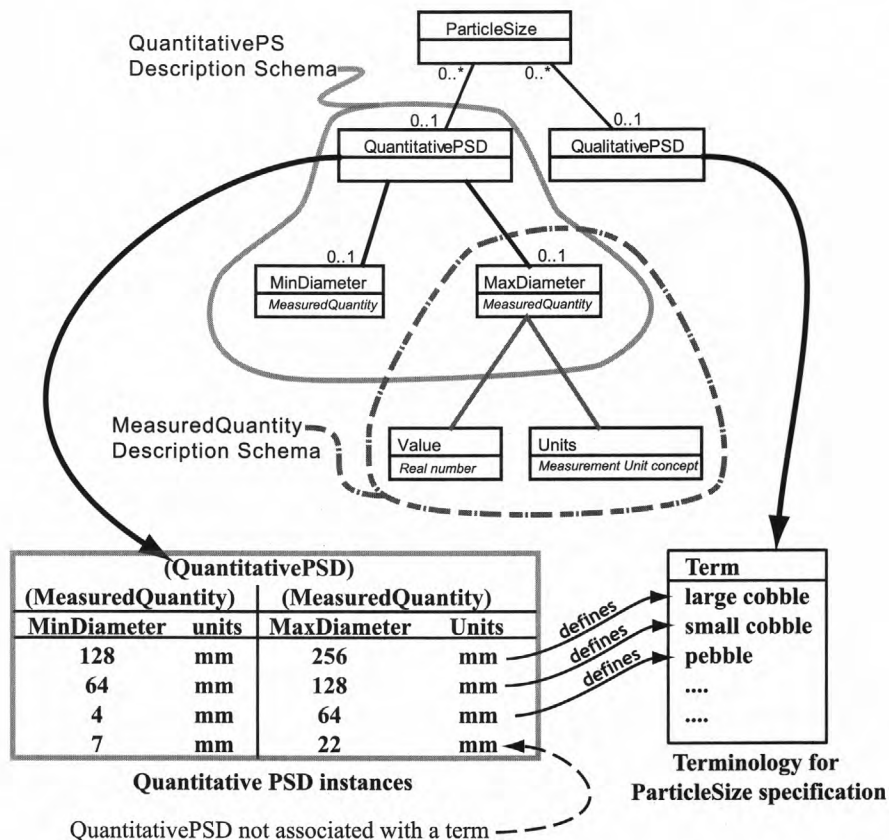 ParticleSize
QuantitativePS
Description Schema
0..*
0..*
0..1
0..1
QuantitativePSD
QualitativePSD
0..1
0..1
MinDiameter
MeasuredQuantity
MaxDiameter
MeasuredQuantity
MeasuredQuantity
Description Schema
Value
Real number
Units
Measurement Unit concept
(QuantitativePSD)
(MeasuredQuantity) (MeasuredQuantity)
MinDiameter units MaxDiameter Units
128 mm 256 mm
64 mm 128 mm
4 mm 64 mm
7 mm 22 mm
defines
defines
defines
Term
large cobble
small cobble
pebble
....
....
Quantitative PSD instances
Terminology for
ParticleSize specification
QuantitativePSD not associated with a term